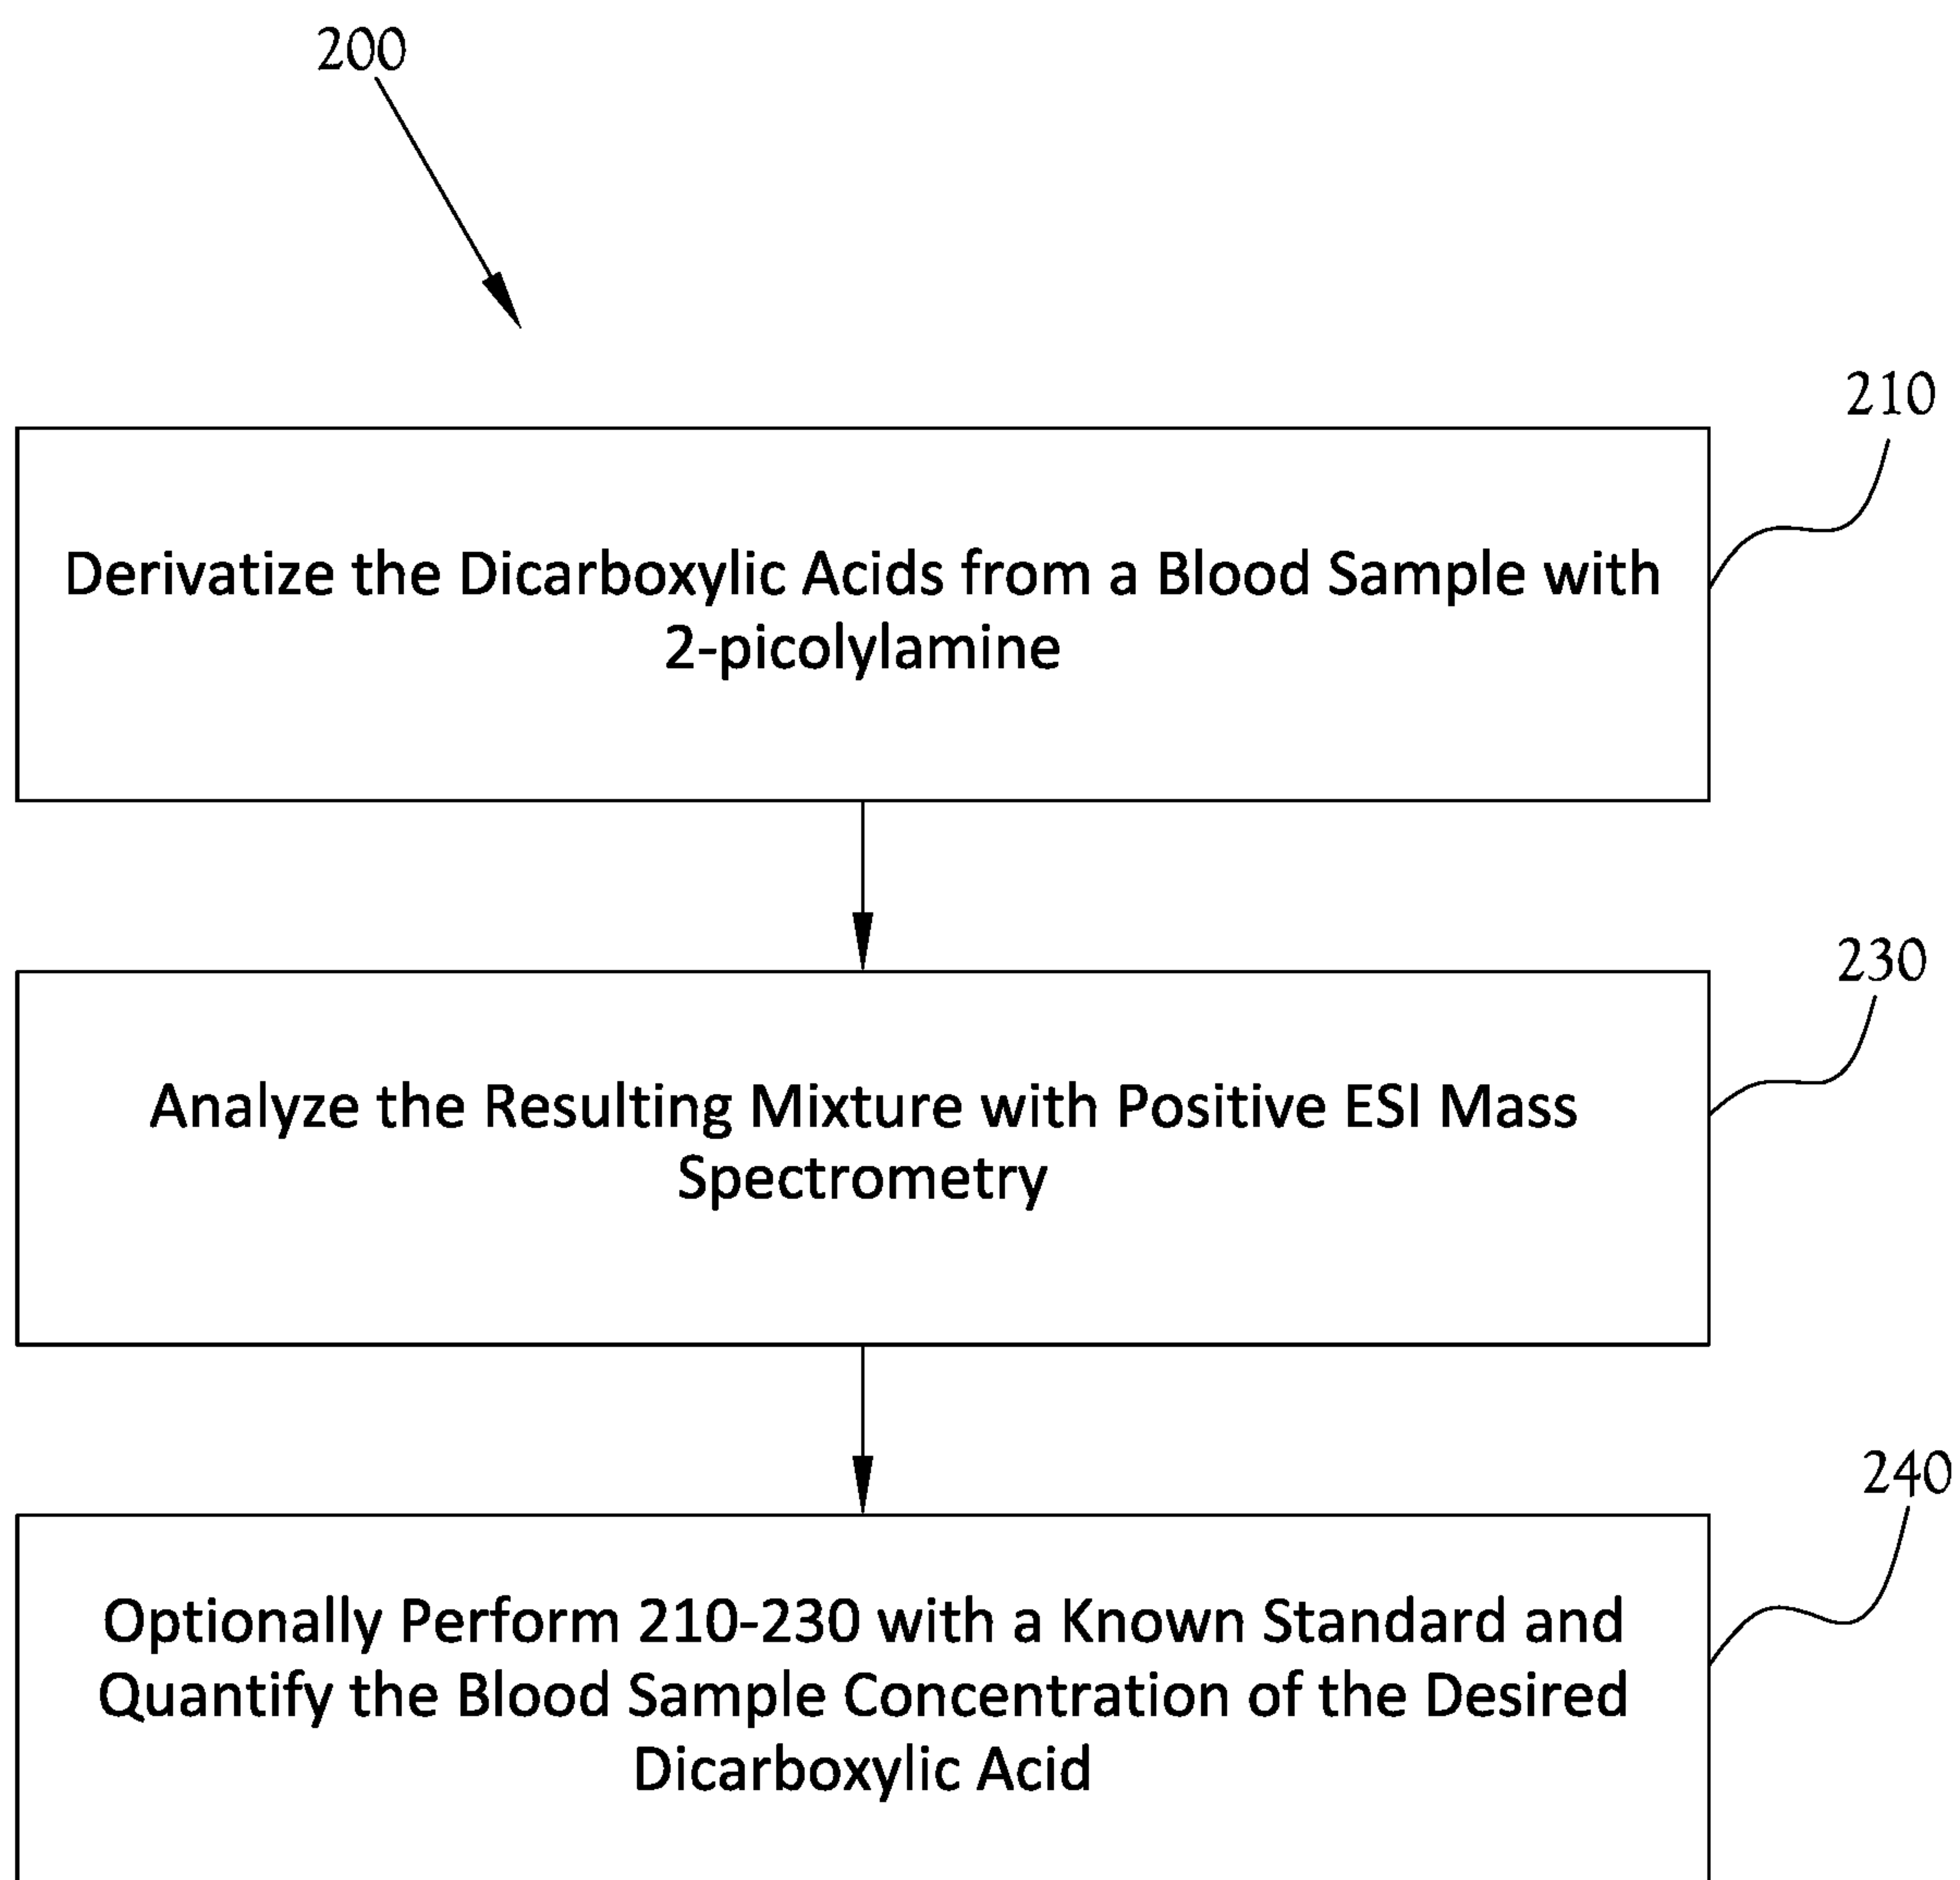 200
210
Derivatize the Dicarboxylic Acids from a Blood Sample with
2-picolylamine
230
Analyze the Resulting Mixture with Positive ESI Mass
Spectrometry
240
Optionally Perform 210-230 with a Known Standard and
Quantify the Blood Sample Concentration of the Desired
Dicarboxylic Acid